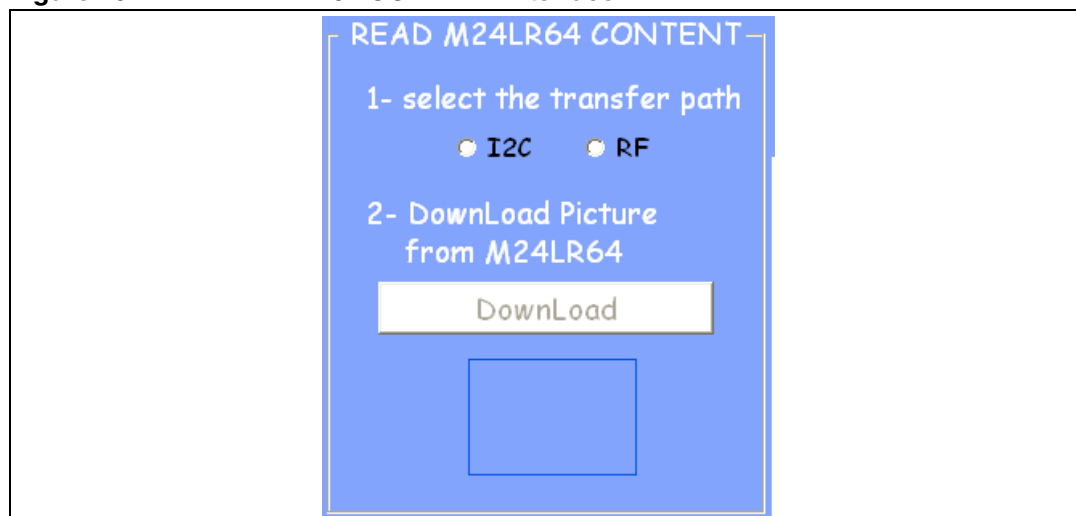 READ M24LR64 CONTENT
1- select the transfer path
I2C RF
2- DownLoad Picture
from M24LR64
DownLoad